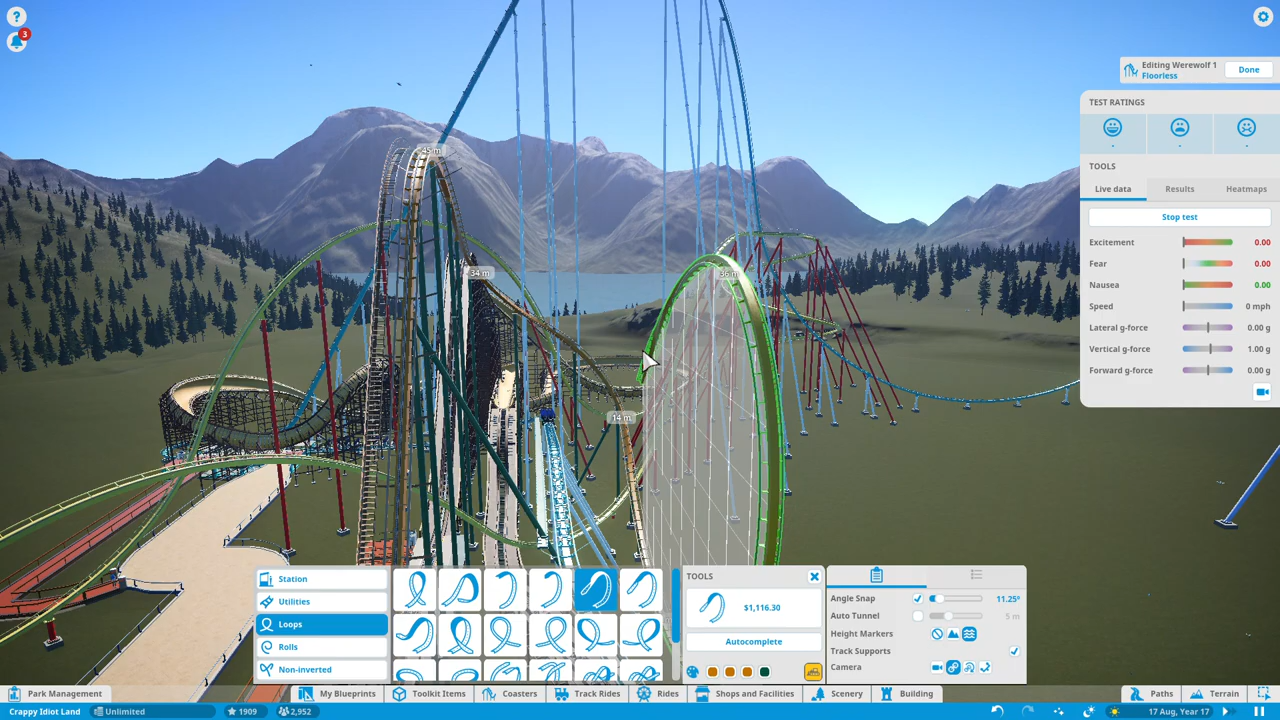 ?
3
Editing Werewolf 1
Floorless
Done
TEST RATINGS
- - -
TOOLS
Live data Results Heatmaps
Stop test
Excitement 0.00
Fear 0.00
Nausea 0.00
Speed 0 mph
Lateral g-force 0.00 g
Vertical g-force 1.00 g
Forward g-force 0.00 g
45 m
34 m
36 m
14 m
Station
Utilities
Loops
Rolls
Non-inverted
TOOLS
$1,116.30
Autocomplete
Angle Snap 11.25°
Auto Tunnel 5 m
Height Markers
Track Supports
Camera
Park Management My Blueprints Toolkit Items Coasters Track Rides Rides Shops and Facilities Scenery Building Paths Terrain
Crappy Idiot Land Unlimited 1909 2,952 17 Aug, Year 17